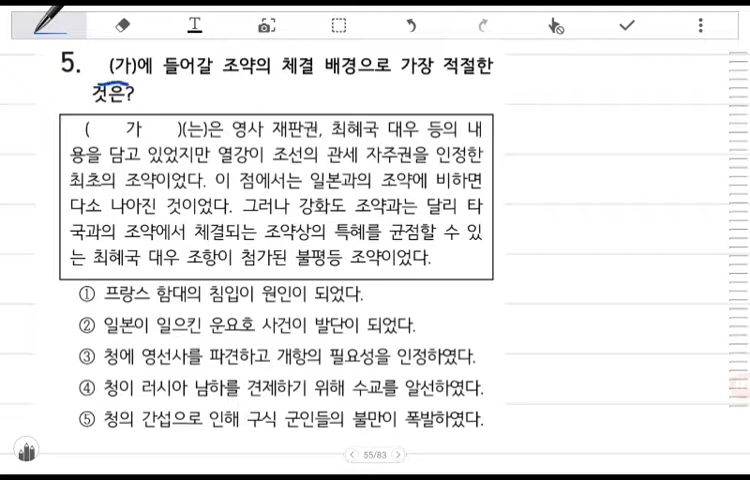 T
5. (가)에 들어갈 조약의 체결 배경으로 가장 적절한
것은?
( 가 )(는)은 영사 재판권, 최혜국 대우 등의 내
용을 담고 있었지만 열강이 조선의 관세 자주권을 인정한
최초의 조약이었다. 이 점에서는 일본과의 조약에 비하면
다소 나아진 것이었다. 그러나 강화도 조약과는 달리 타
국과의 조약에서 체결되는 조약상의 특혜를 균점할 수 있
는 최혜국 대우 조항이 첨가된 불평등 조약이었다.
① 프랑스 함대의 침입이 원인이 되었다.
② 일본이 일으킨 운요호 사건이 발단이 되었다.
③ 청에 영선사를 파견하고 개항의 필요성을 인정하였다.
④ 청이 러시아 남하를 견제하기 위해 수교를 알선하였다.
⑤ 청의 간섭으로 인해 구식 군인들의 불만이 폭발하였다.
55/83